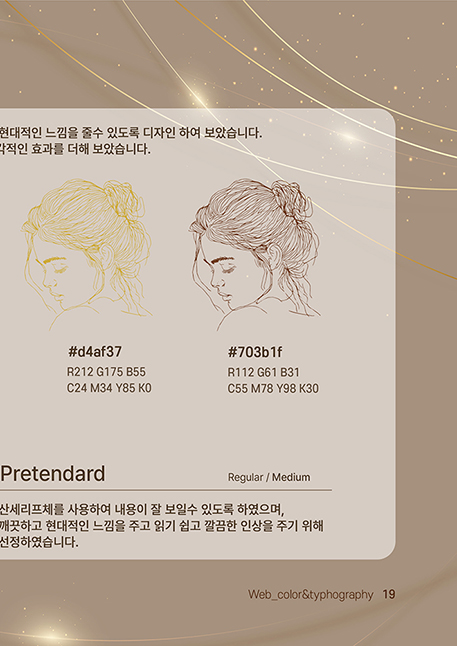 현대적인 느낌을 줄수 있도록 디자인 하여 보았습니다.
각적인 효과를 더해 보았습니다.
#d4af37
R212 G175 B55
C24 M34 Y85 K0
#703b1f
R112 G61 B31
C55 M78 Y98 K30
Pretendard
Regular / Medium
산세리프체를 사용하여 내용이 잘 보일수 있도록 하였으며,
깨끗하고 현대적인 느낌을 주고 읽기 쉽고 깔끔한 인상을 주기 위해
선정하였습니다.
Web_color&typhography 19